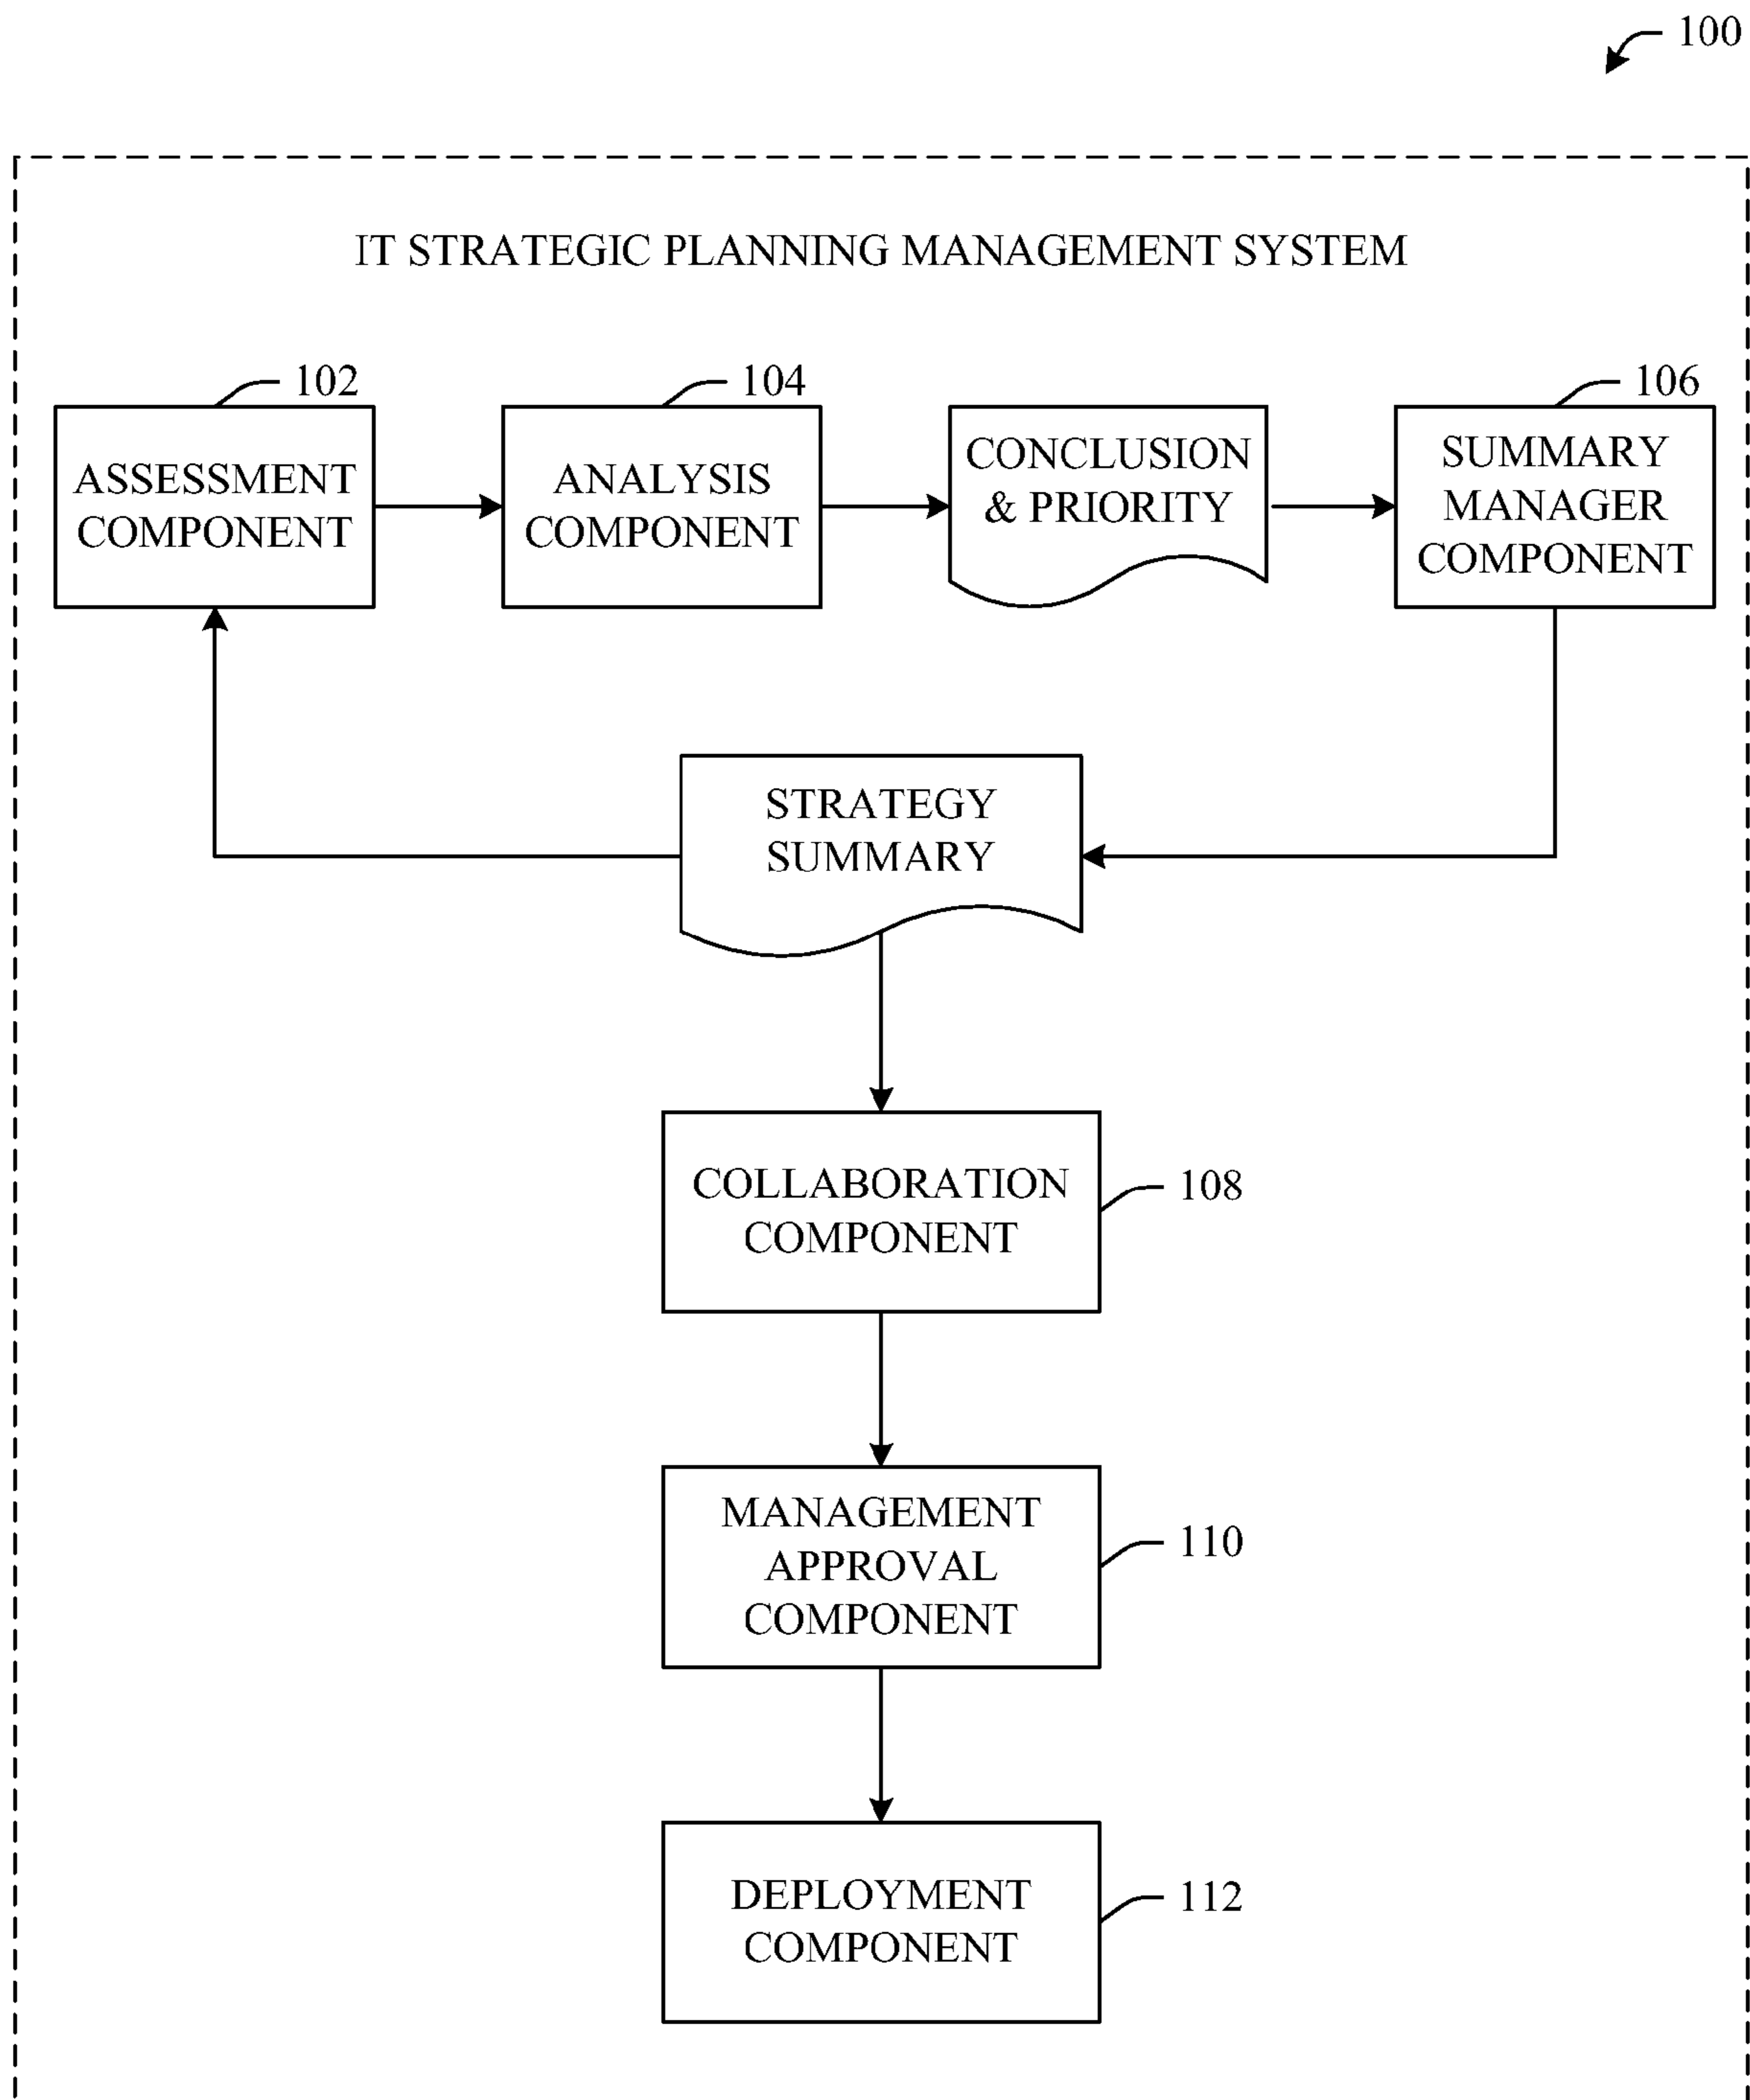 100
IT STRATEGIC PLANNING MANAGEMENT SYSTEM
102
ASSESSMENT
COMPONENT
104
ANALYSIS
COMPONENT
CONCLUSION
& PRIORITY
106
SUMMARY
MANAGER
COMPONENT
STRATEGY
SUMMARY
COLLABORATION
COMPONENT
108
MANAGEMENT
APPROVAL
COMPONENT
110
DEPLOYMENT
COMPONENT
112